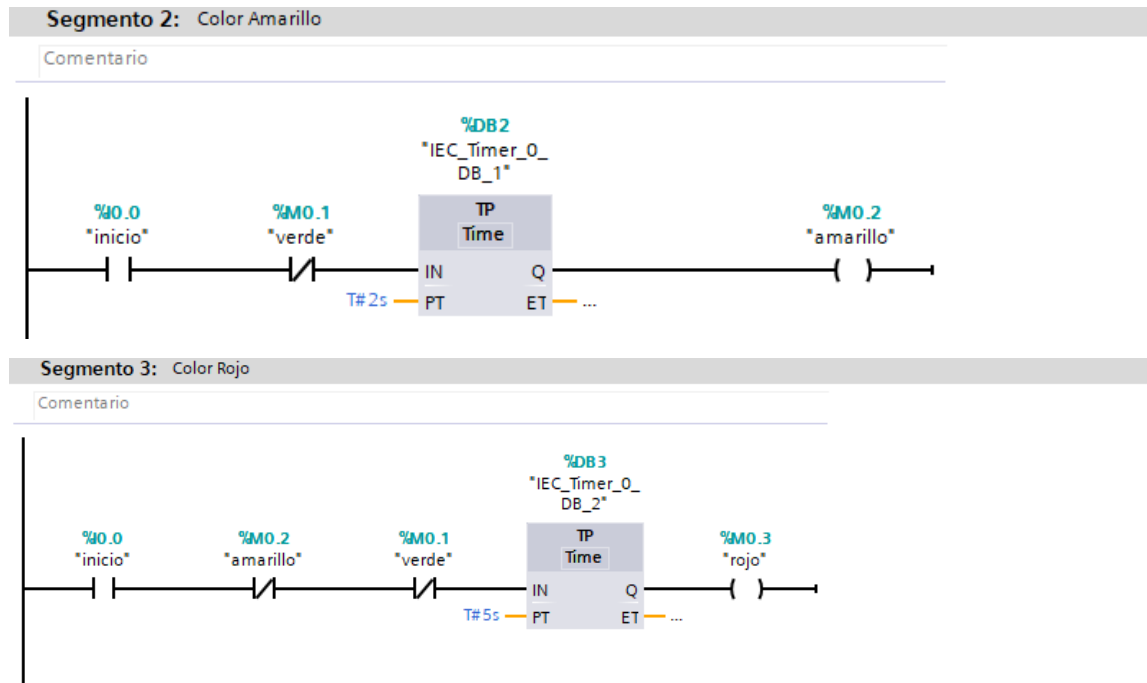 Segmento 2: Color Amarillo
Comentario
%DB2
"IEC_Timer_0_
DB_1"
%I0.0 %M0.1 TP %M0.2
"inicio" "verde" Time "amarillo"
IN Q
T#2s PT ET ...
Segmento 3: Color Rojo
Comentario
%DB3
"IEC_Timer_0_
DB_2"
%I0.0 %M0.2 %M0.1 TP %M0.3
"inicio" "amarillo" "verde" Time "rojo"
IN Q
T#5s PT ET ...